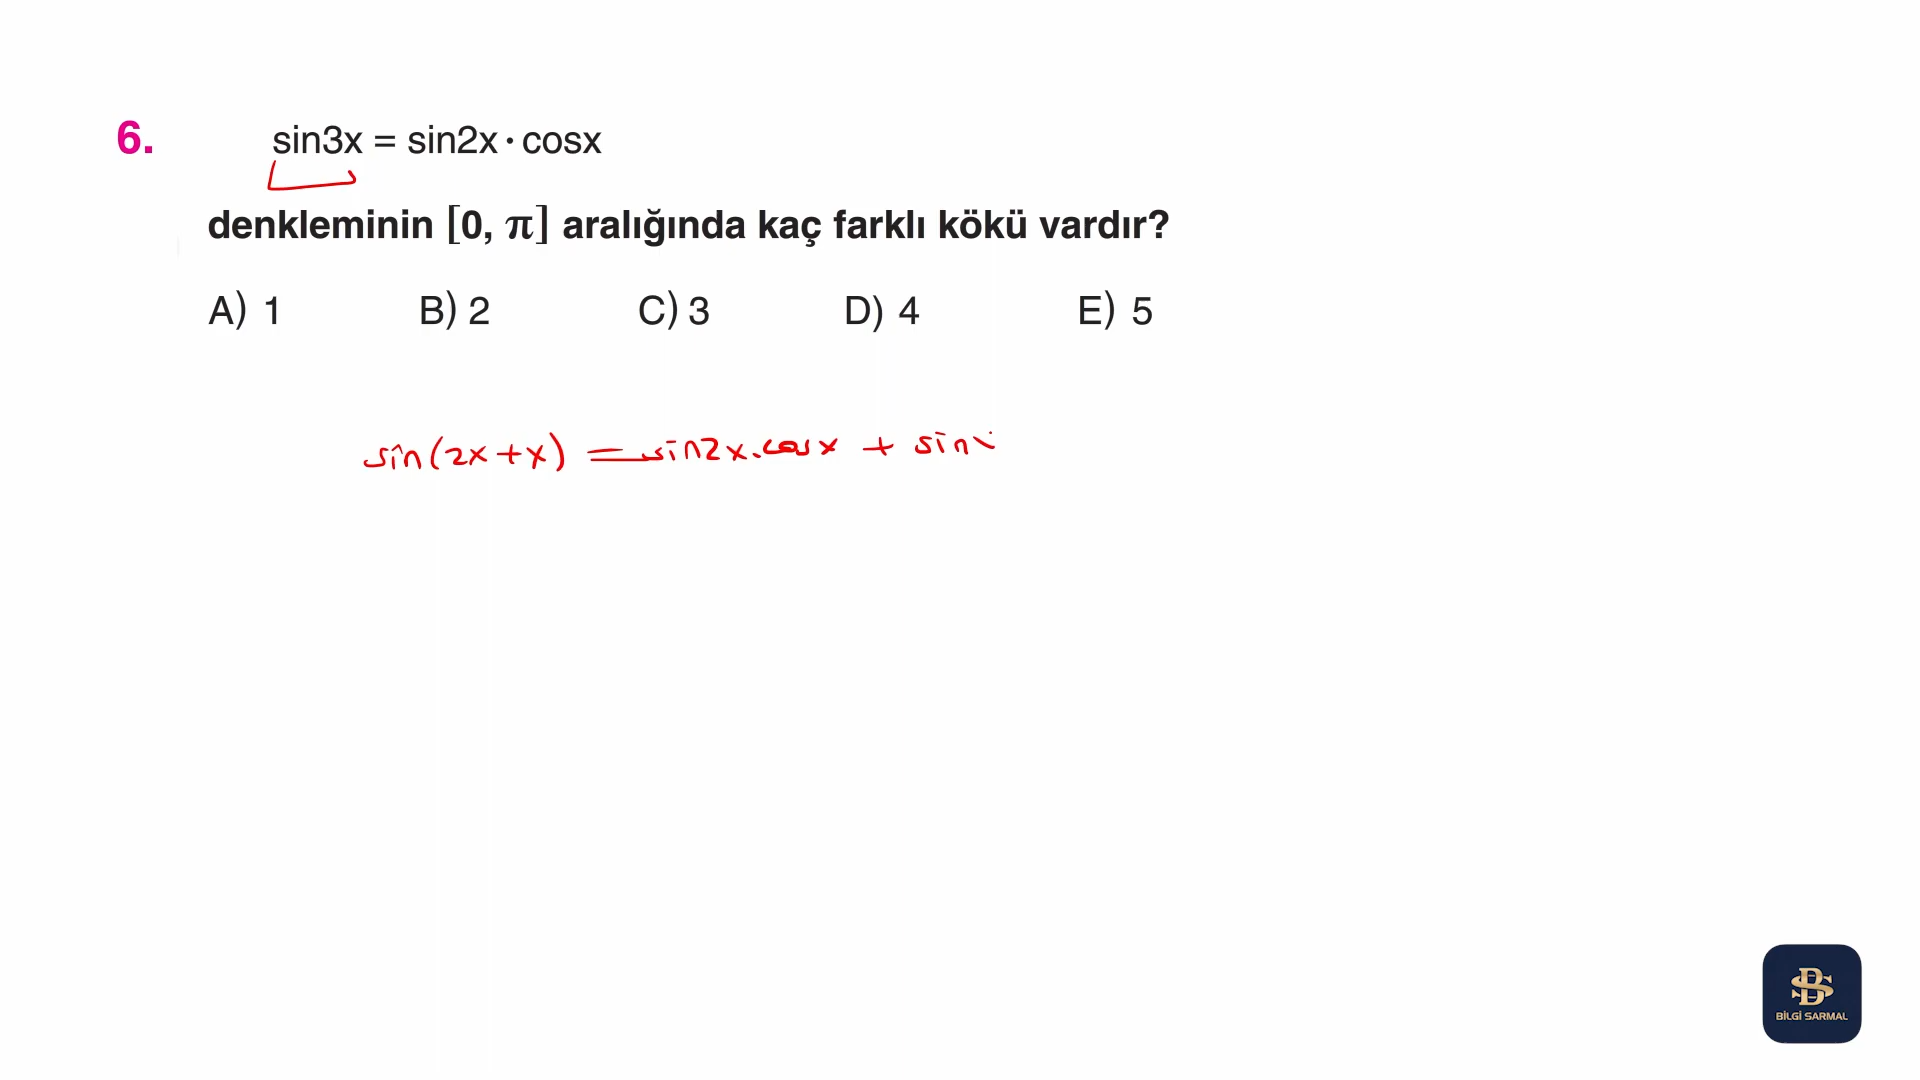 6. sin3x = sin2x · cosx
denkleminin [0, π] aralığında kaç farklı kökü vardır?
A) 1 B) 2 C) 3 D) 4 E) 5
sin(2x+x) = sin2x.cosx + sin
BİLGİ SARMAL